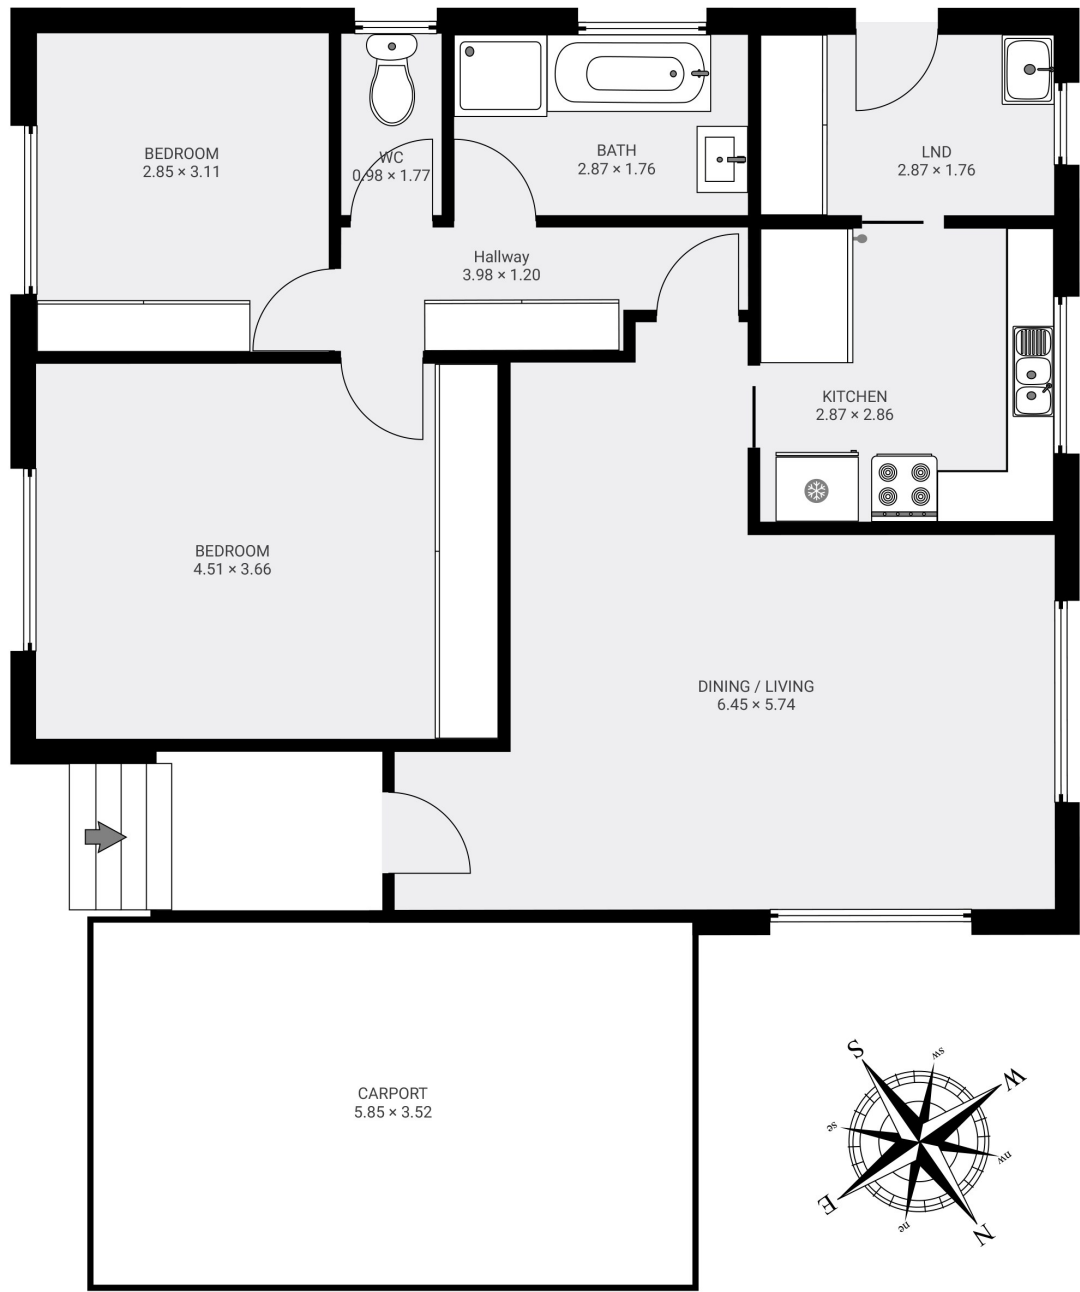 BEDROOM
2.85 × 3.11
WC
0.98 × 1.77
BATH
2.87 × 1.76
LND
2.87 × 1.76
Hallway
3.98 × 1.20
KITCHEN
2.87 × 2.86
BEDROOM
4.51 × 3.66
DINING / LIVING
6.45 × 5.74
CARPORT
5.85 × 3.52
S
sw
W
se
nw
E
ne
N